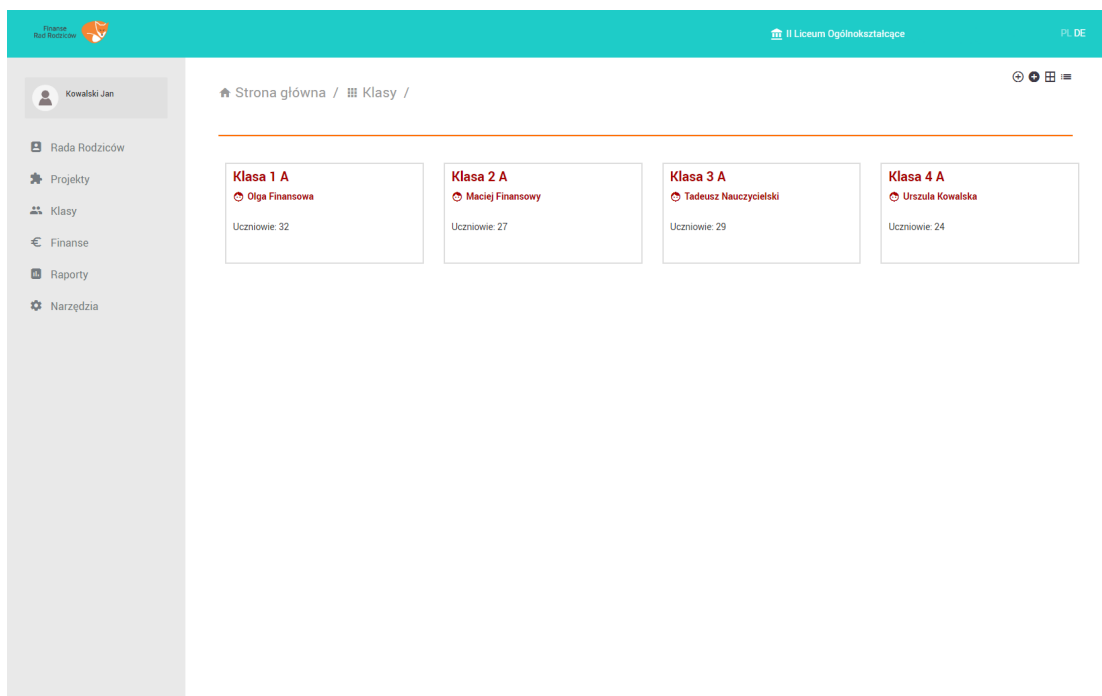 Finanse
Rad Rodziców
II Liceum Ogólnokształcące
PL DE
Kowalski Jan
Strona główna / Klasy /
Rada Rodziców
Projekty
Klasy
Finanse
Raporty
Narzędzia
Klasa 1 A
Olga Finansowa
Uczniowie: 32
Klasa 2 A
Maciej Finansowy
Uczniowie: 27
Klasa 3 A
Tadeusz Nauczycielski
Uczniowie: 29
Klasa 4 A
Urszula Kowalska
Uczniowie: 24